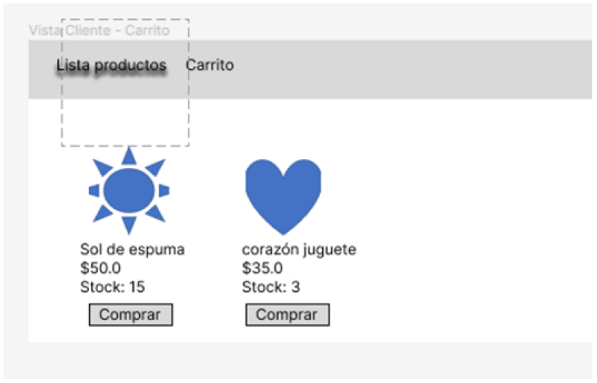 Vista Cliente - Carrito
Lista productos Carrito
Sol de espuma
$50.0
Stock: 15
Comprar
corazón juguete
$35.0
Stock: 3
Comprar